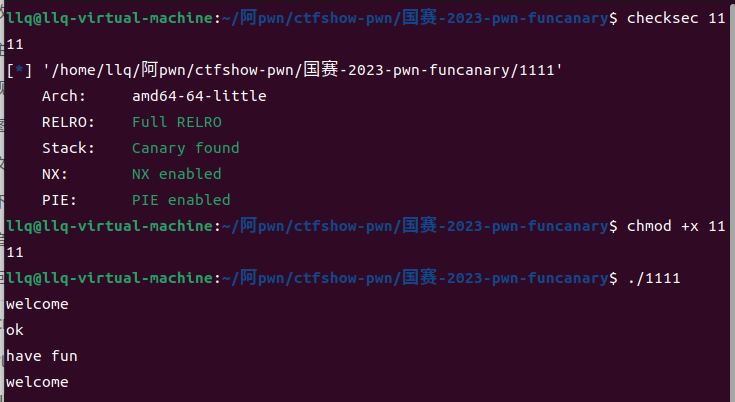 llq@llq-virtual-machine:~/阿pwn/ctfshow-pwn/国赛-2023-pwn-funcanary$ checksec 11
11
[*] '/home/llq/阿pwn/ctfshow-pwn/国赛-2023-pwn-funcanary/1111'
    Arch:     amd64-64-little
    RELRO:    Full RELRO
    Stack:    Canary found
    NX:       NX enabled
    PIE:      PIE enabled
llq@llq-virtual-machine:~/阿pwn/ctfshow-pwn/国赛-2023-pwn-funcanary$ chmod +x 11
11
llq@llq-virtual-machine:~/阿pwn/ctfshow-pwn/国赛-2023-pwn-funcanary$ ./1111
welcome
ok
have fun
welcome